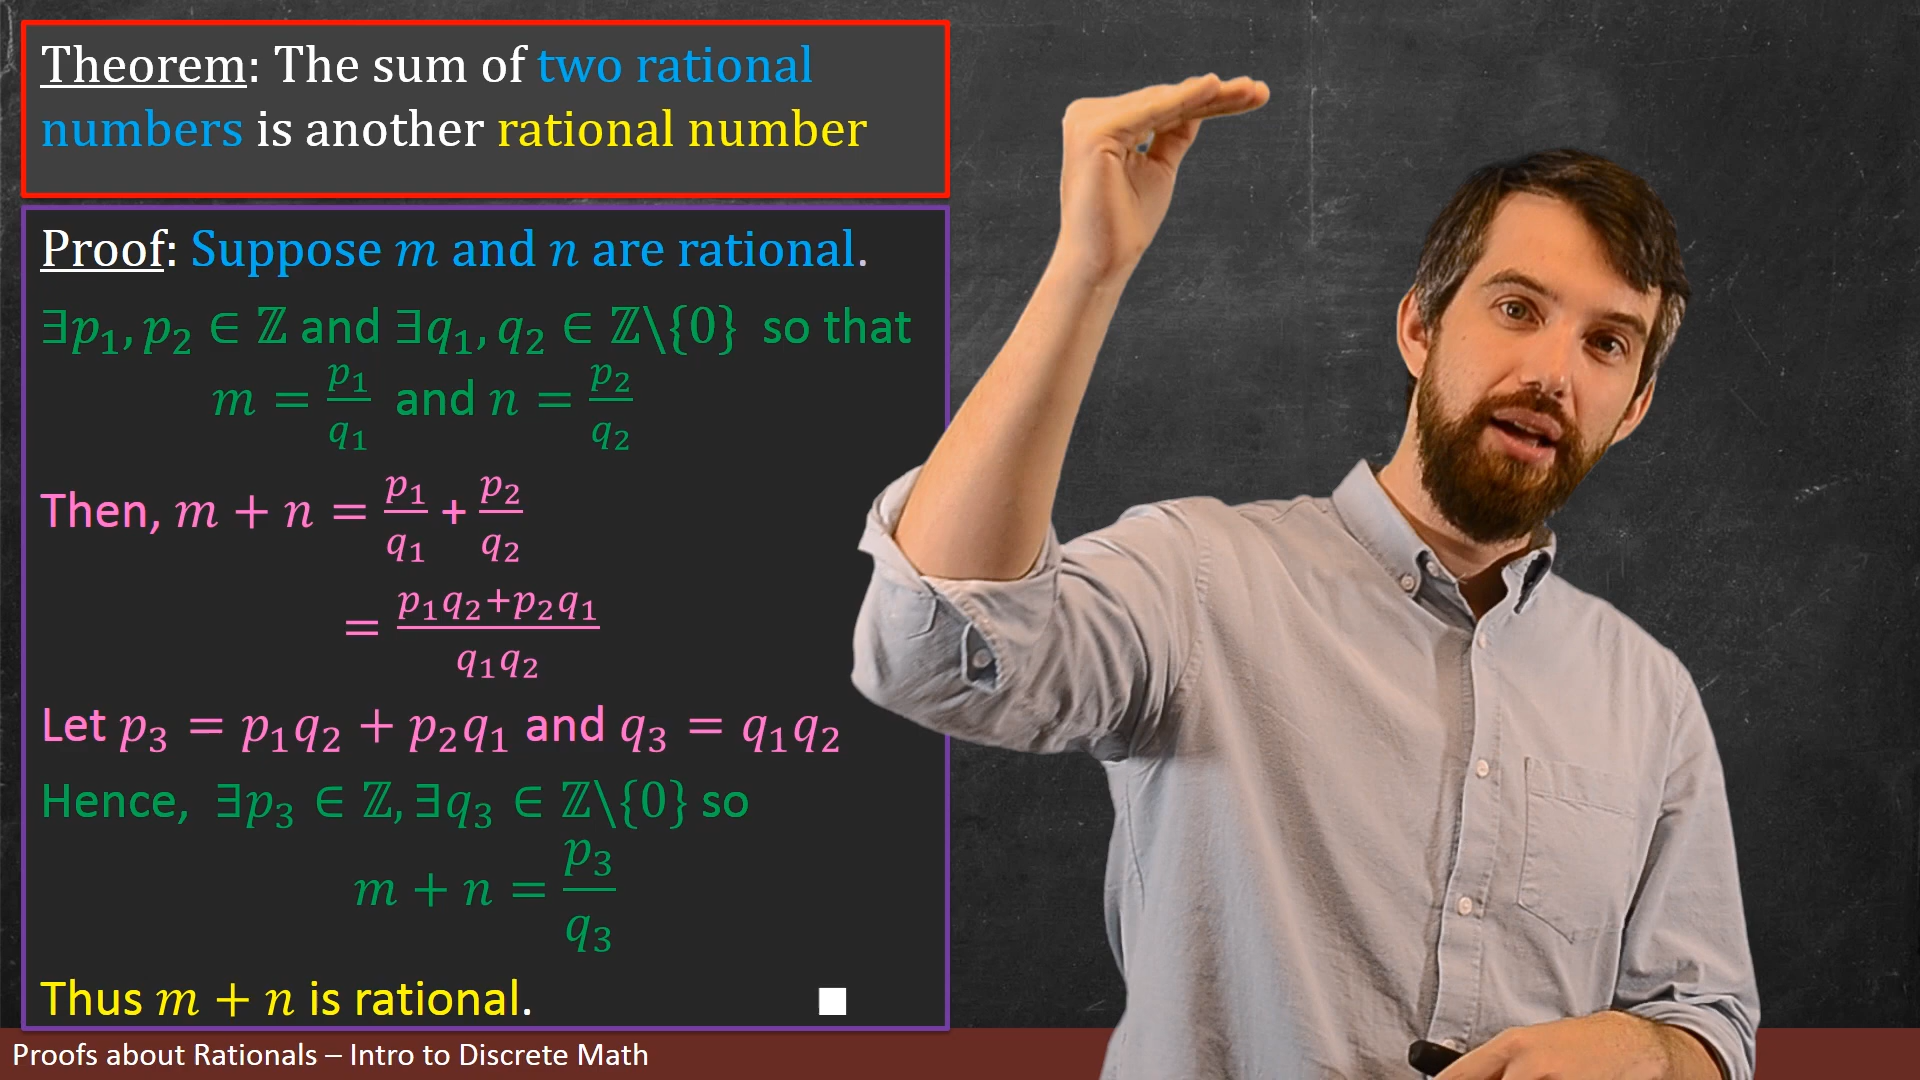 Theorem: The sum of two rational
numbers is another rational number
Proof: Suppose m and n are rational.
∃p₁, p₂ ∈ ℤ and ∃q₁, q₂ ∈ ℤ\{0} so that
m = p₁/q₁ and n = p₂/q₂
Then, m + n = p₁/q₁ + p₂/q₂
= (p₁q₂+p₂q₁)/(q₁q₂)
Let p₃ = p₁q₂ + p₂q₁ and q₃ = q₁q₂
Hence, ∃p₃ ∈ ℤ, ∃q₃ ∈ ℤ\{0} so
m + n = p₃/q₃
Thus m + n is rational. ■
Proofs about Rationals – Intro to Discrete Math